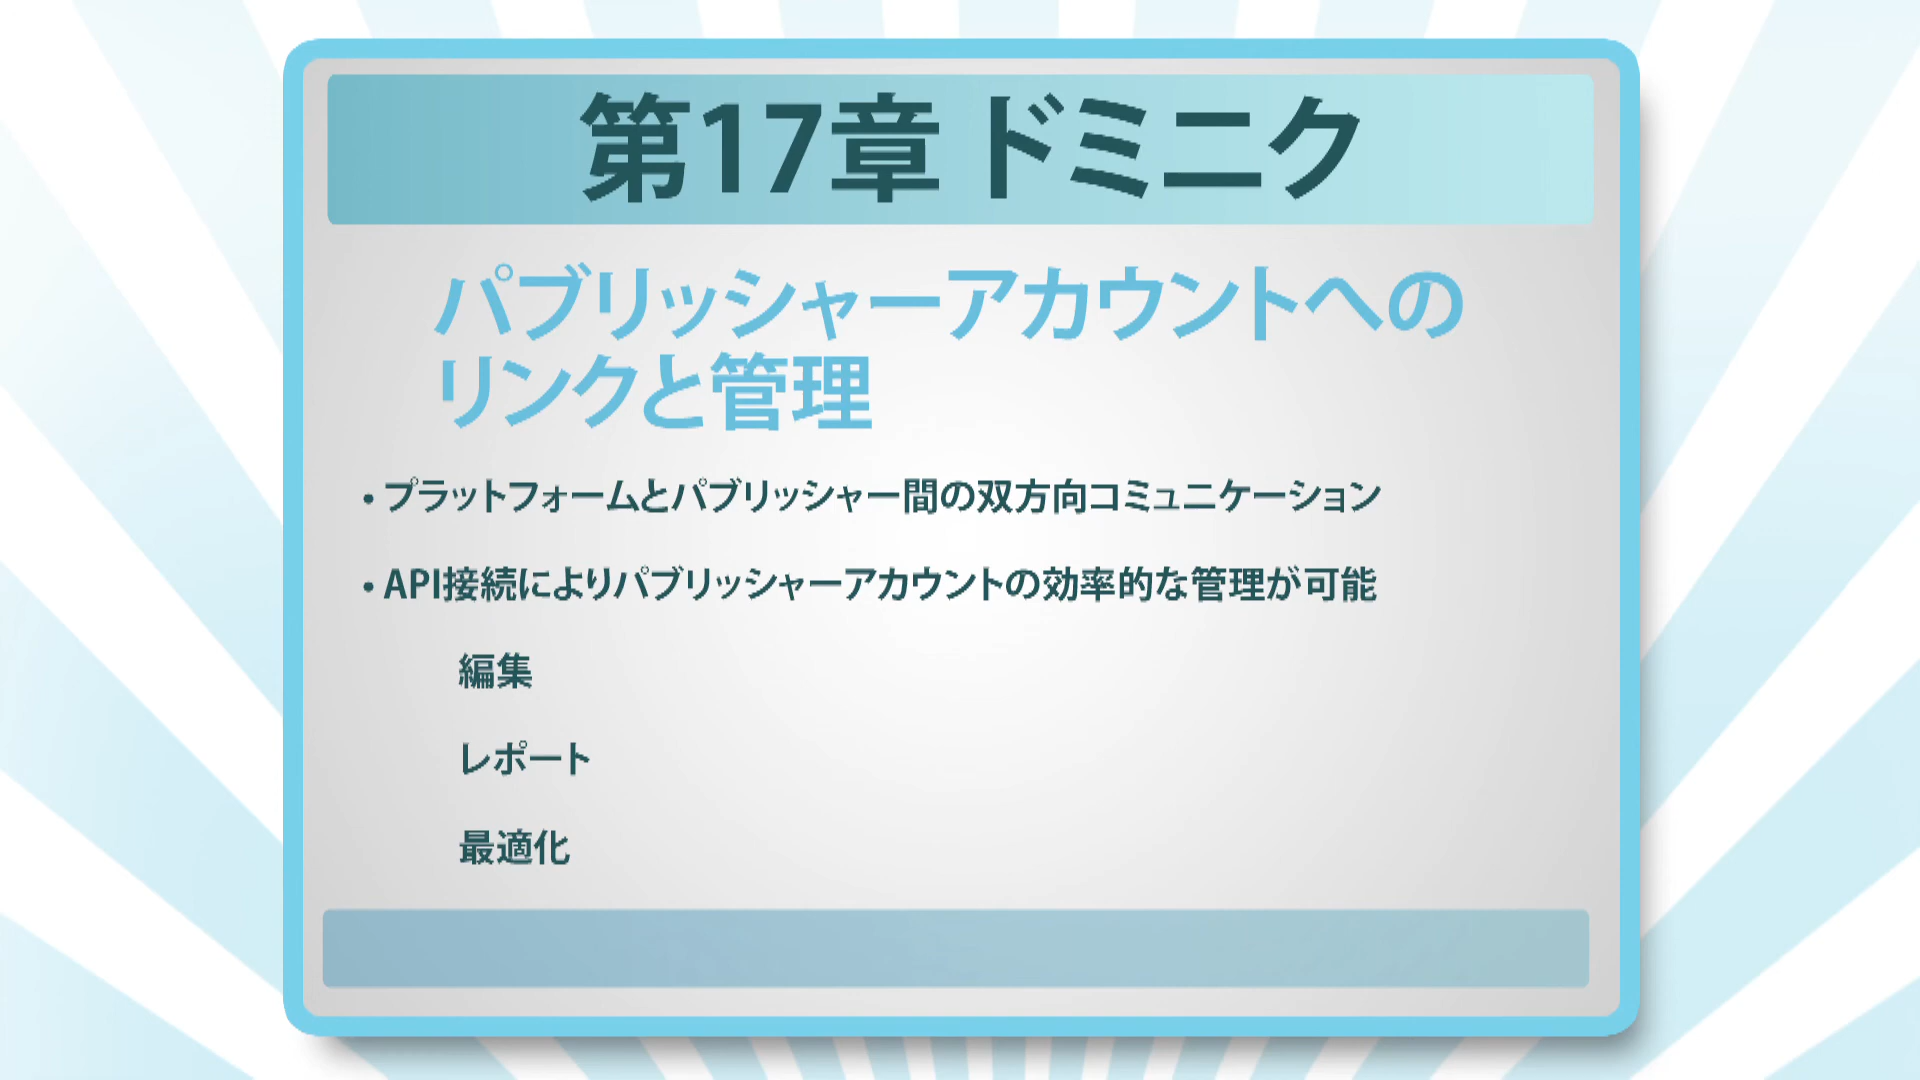 第17章 ドミニク
パブリッシャーアカウントへの
リンクと管理
• プラットフォームとパブリッシャー間の双方向コミュニケーション
• API接続によりパブリッシャーアカウントの効率的な管理が可能
編集
レポート
最適化